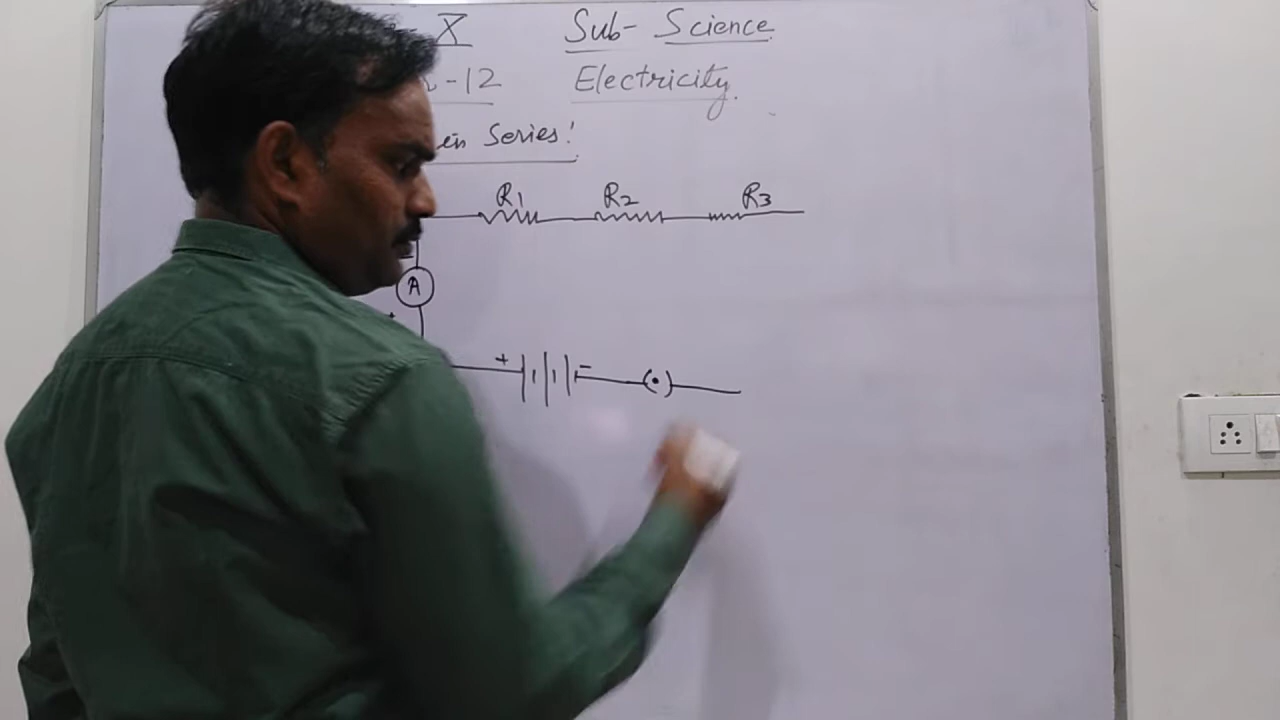 X Sub- Science
-12 Electricity.
in Series!
R1 R2 R3
A
+
+ -